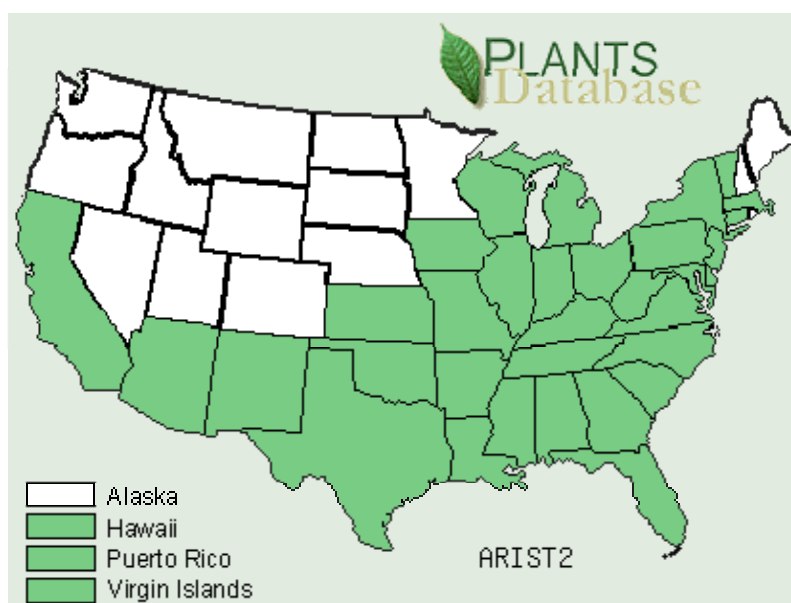 PLANTS
Database
Alaska
Hawaii
Puerto Rico
Virgin Islands
ARIST2